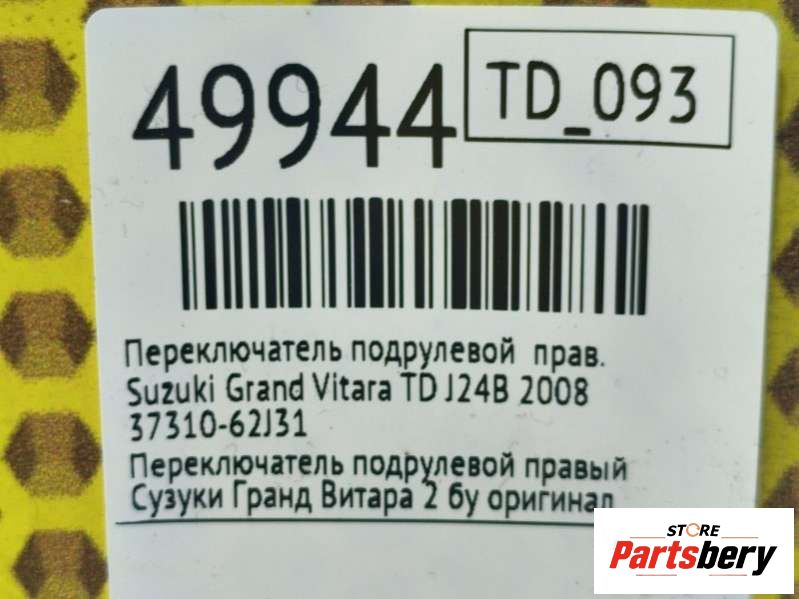 49944
TD_093
Переключатель подрулевой прав.
Suzuki Grand Vitara TD J24B 2008
37310-62J31
Переключатель подрулевой правый
Сузуки Гранд Витара 2 бу оригинал
STORE
Partsbery